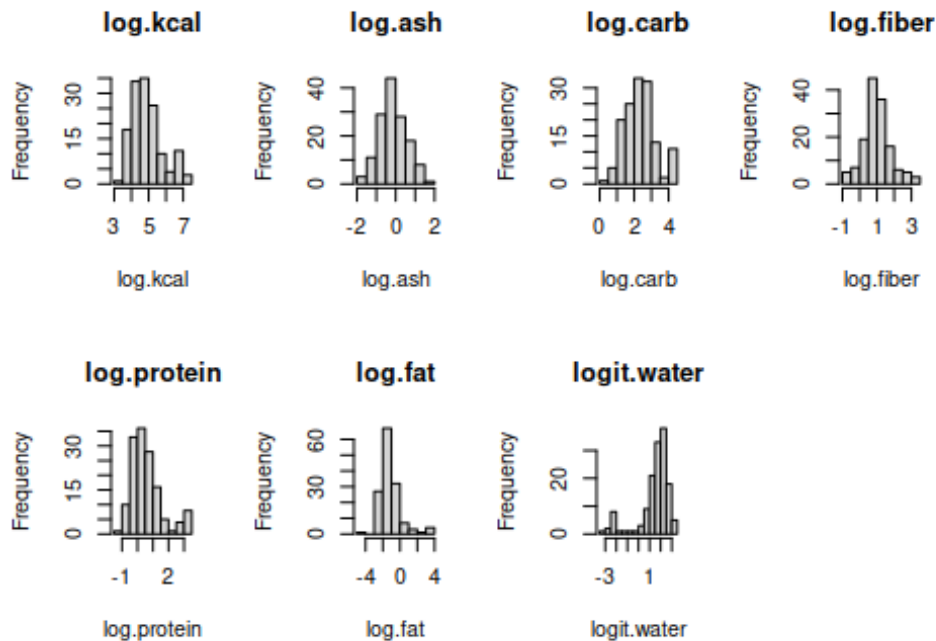 log.kcal
Frequency
0 15 30
3 5 7
log.kcal
log.ash
Frequency
0 20 40
-2 0 2
log.ash
log.carb
Frequency
0 15 30
0 2 4
log.carb
log.fiber
Frequency
0 20 40
-1 1 3
log.fiber
log.protein
Frequency
0 15 30
-1 2
log.protein
log.fat
Frequency
0 30 60
-4 0 4
log.fat
logit.water
Frequency
0 20
-3 1
logit.water